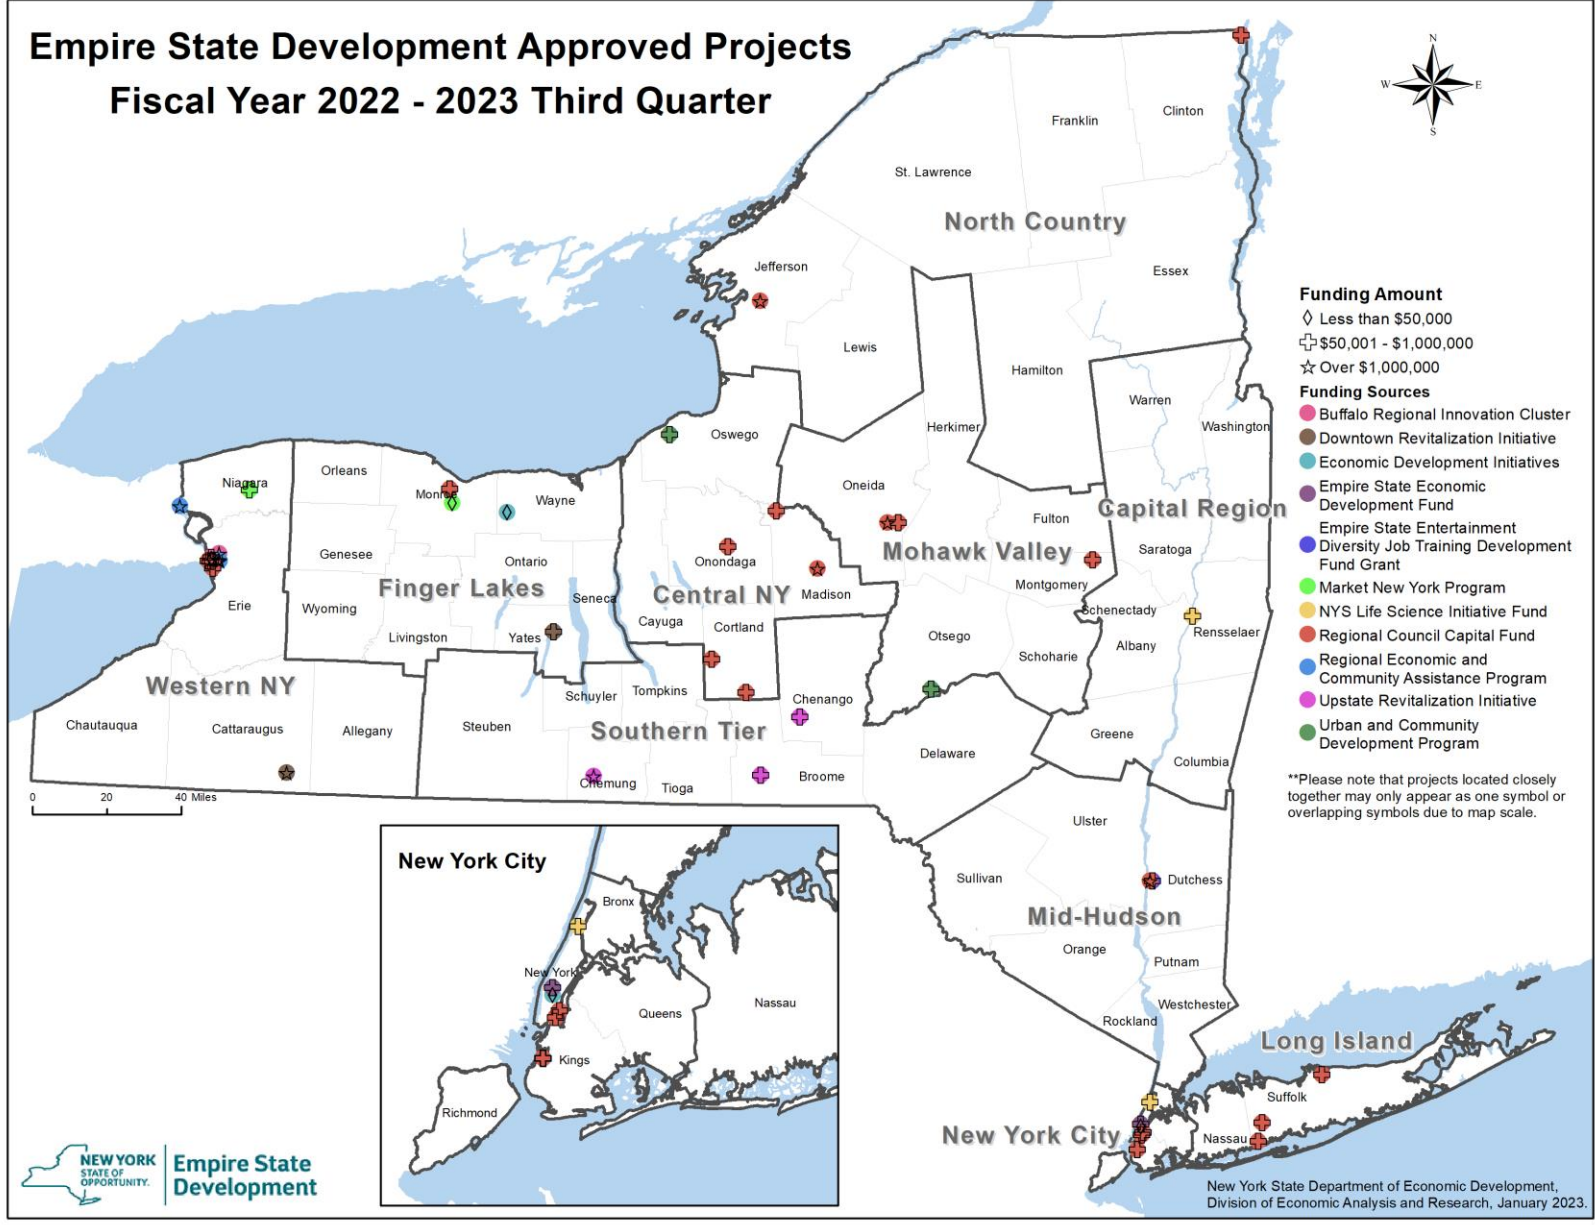 Empire State Development Approved Projects
Fiscal Year 2022 - 2023 Third Quarter
N
W
E
S
Clinton
Franklin
St. Lawrence
North Country
Jefferson
Essex
Lewis
Hamilton
Warren
Washington
Herkimer
Oswego
Oneida
Capital Region
Fulton
Saratoga
Mohawk Valley
Montgomery
Schenectady
Rensselaer
Albany
Otsego
Schoharie
Niagara
Orleans
Monroe
Wayne
Genesee
Ontario
Finger Lakes
Seneca
Onondaga
Central NY
Madison
Cayuga
Cortland
Erie
Wyoming
Livingston
Yates
Western NY
Schuyler
Tompkins
Chenango
Chautauqua
Cattaraugus
Allegany
Steuben
Southern Tier
Chemung
Tioga
Broome
Delaware
Greene
Columbia
Ulster
Sullivan
Dutchess
Mid-Hudson
Orange
Putnam
Westchester
Rockland
Long Island
Suffolk
New York City
Nassau
0 20 40 Miles
Funding Amount
Less than $50,000
$50,001 - $1,000,000
Over $1,000,000
Funding Sources
Buffalo Regional Innovation Cluster
Downtown Revitalization Initiative
Economic Development Initiatives
Empire State Economic
Development Fund
Empire State Entertainment
Diversity Job Training Development
Fund Grant
Market New York Program
NYS Life Science Initiative Fund
Regional Council Capital Fund
Regional Economic and
Community Assistance Program
Upstate Revitalization Initiative
Urban and Community
Development Program
**Please note that projects located closely
together may only appear as one symbol or
overlapping symbols due to map scale.
New York City
Bronx
New York
Queens
Nassau
Kings
Richmond
NEW YORK
STATE OF
OPPORTUNITY.
Empire State
Development
New York State Department of Economic Development,
Division of Economic Analysis and Research, January 2023.